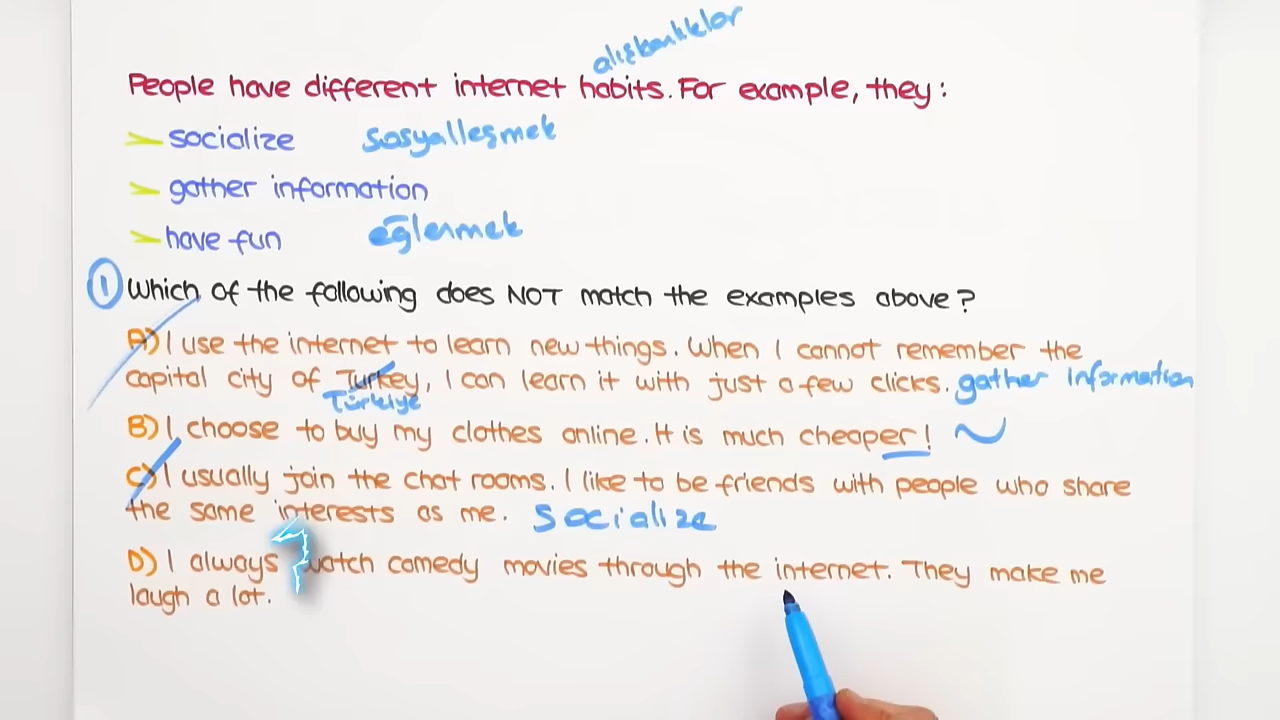 alışkanlıklar
People have different internet habits. For example, they:
socialize sosyalleşmek
gather information
have fun eğlenmek
1 Which of the following does NOT match the examples above?
A) I use the internet to learn new things. When I cannot remember the
capital city of Turkey, I can learn it with just a few clicks. gather information
Türkiye
B) I choose to buy my clothes online. It is much cheaper! ~
C) I usually join the chat rooms. I like to be friends with people who share
the same interests as me. socialize
D) I always watch comedy movies through the internet. They make me
laugh a lot.